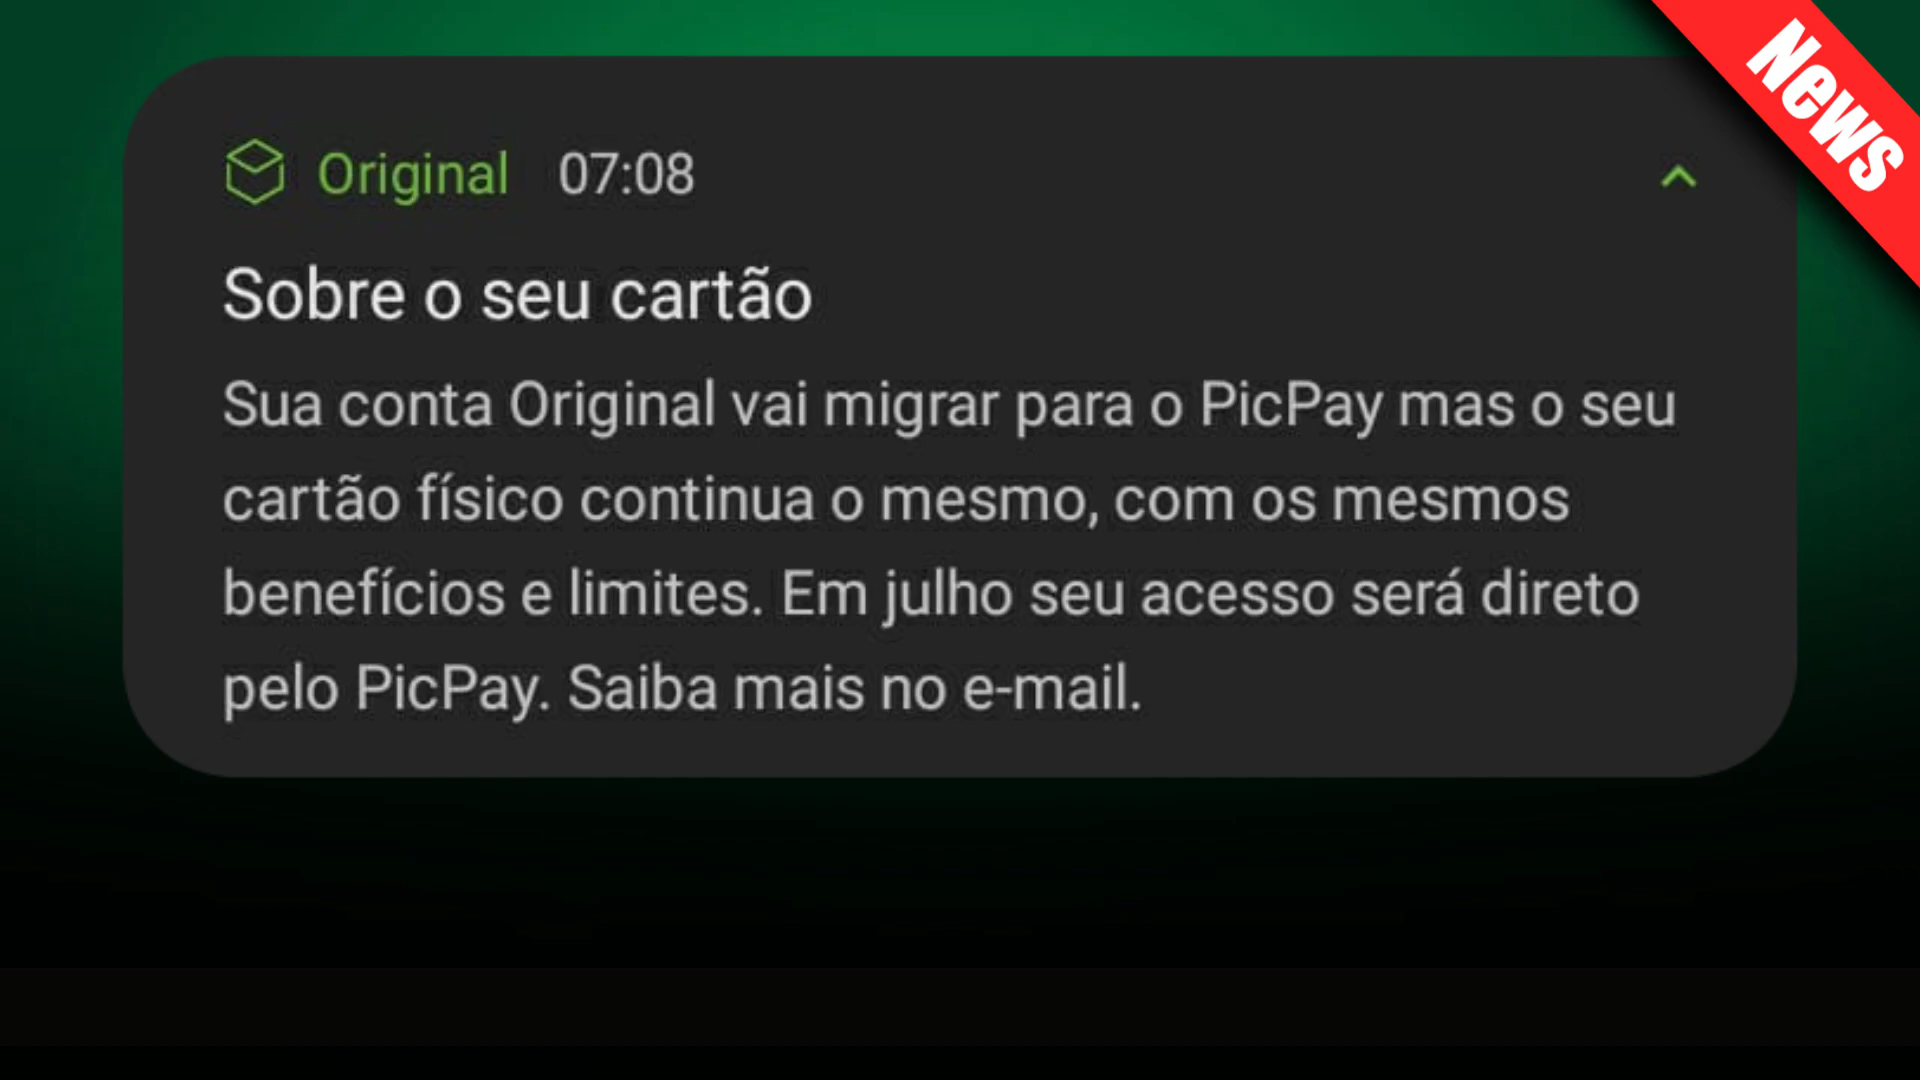 News
Original 07:08
Sobre o seu cartão
Sua conta Original vai migrar para o PicPay mas o seu
cartão físico continua o mesmo, com os mesmos
benefícios e limites. Em julho seu acesso será direto
pelo PicPay. Saiba mais no e-mail.